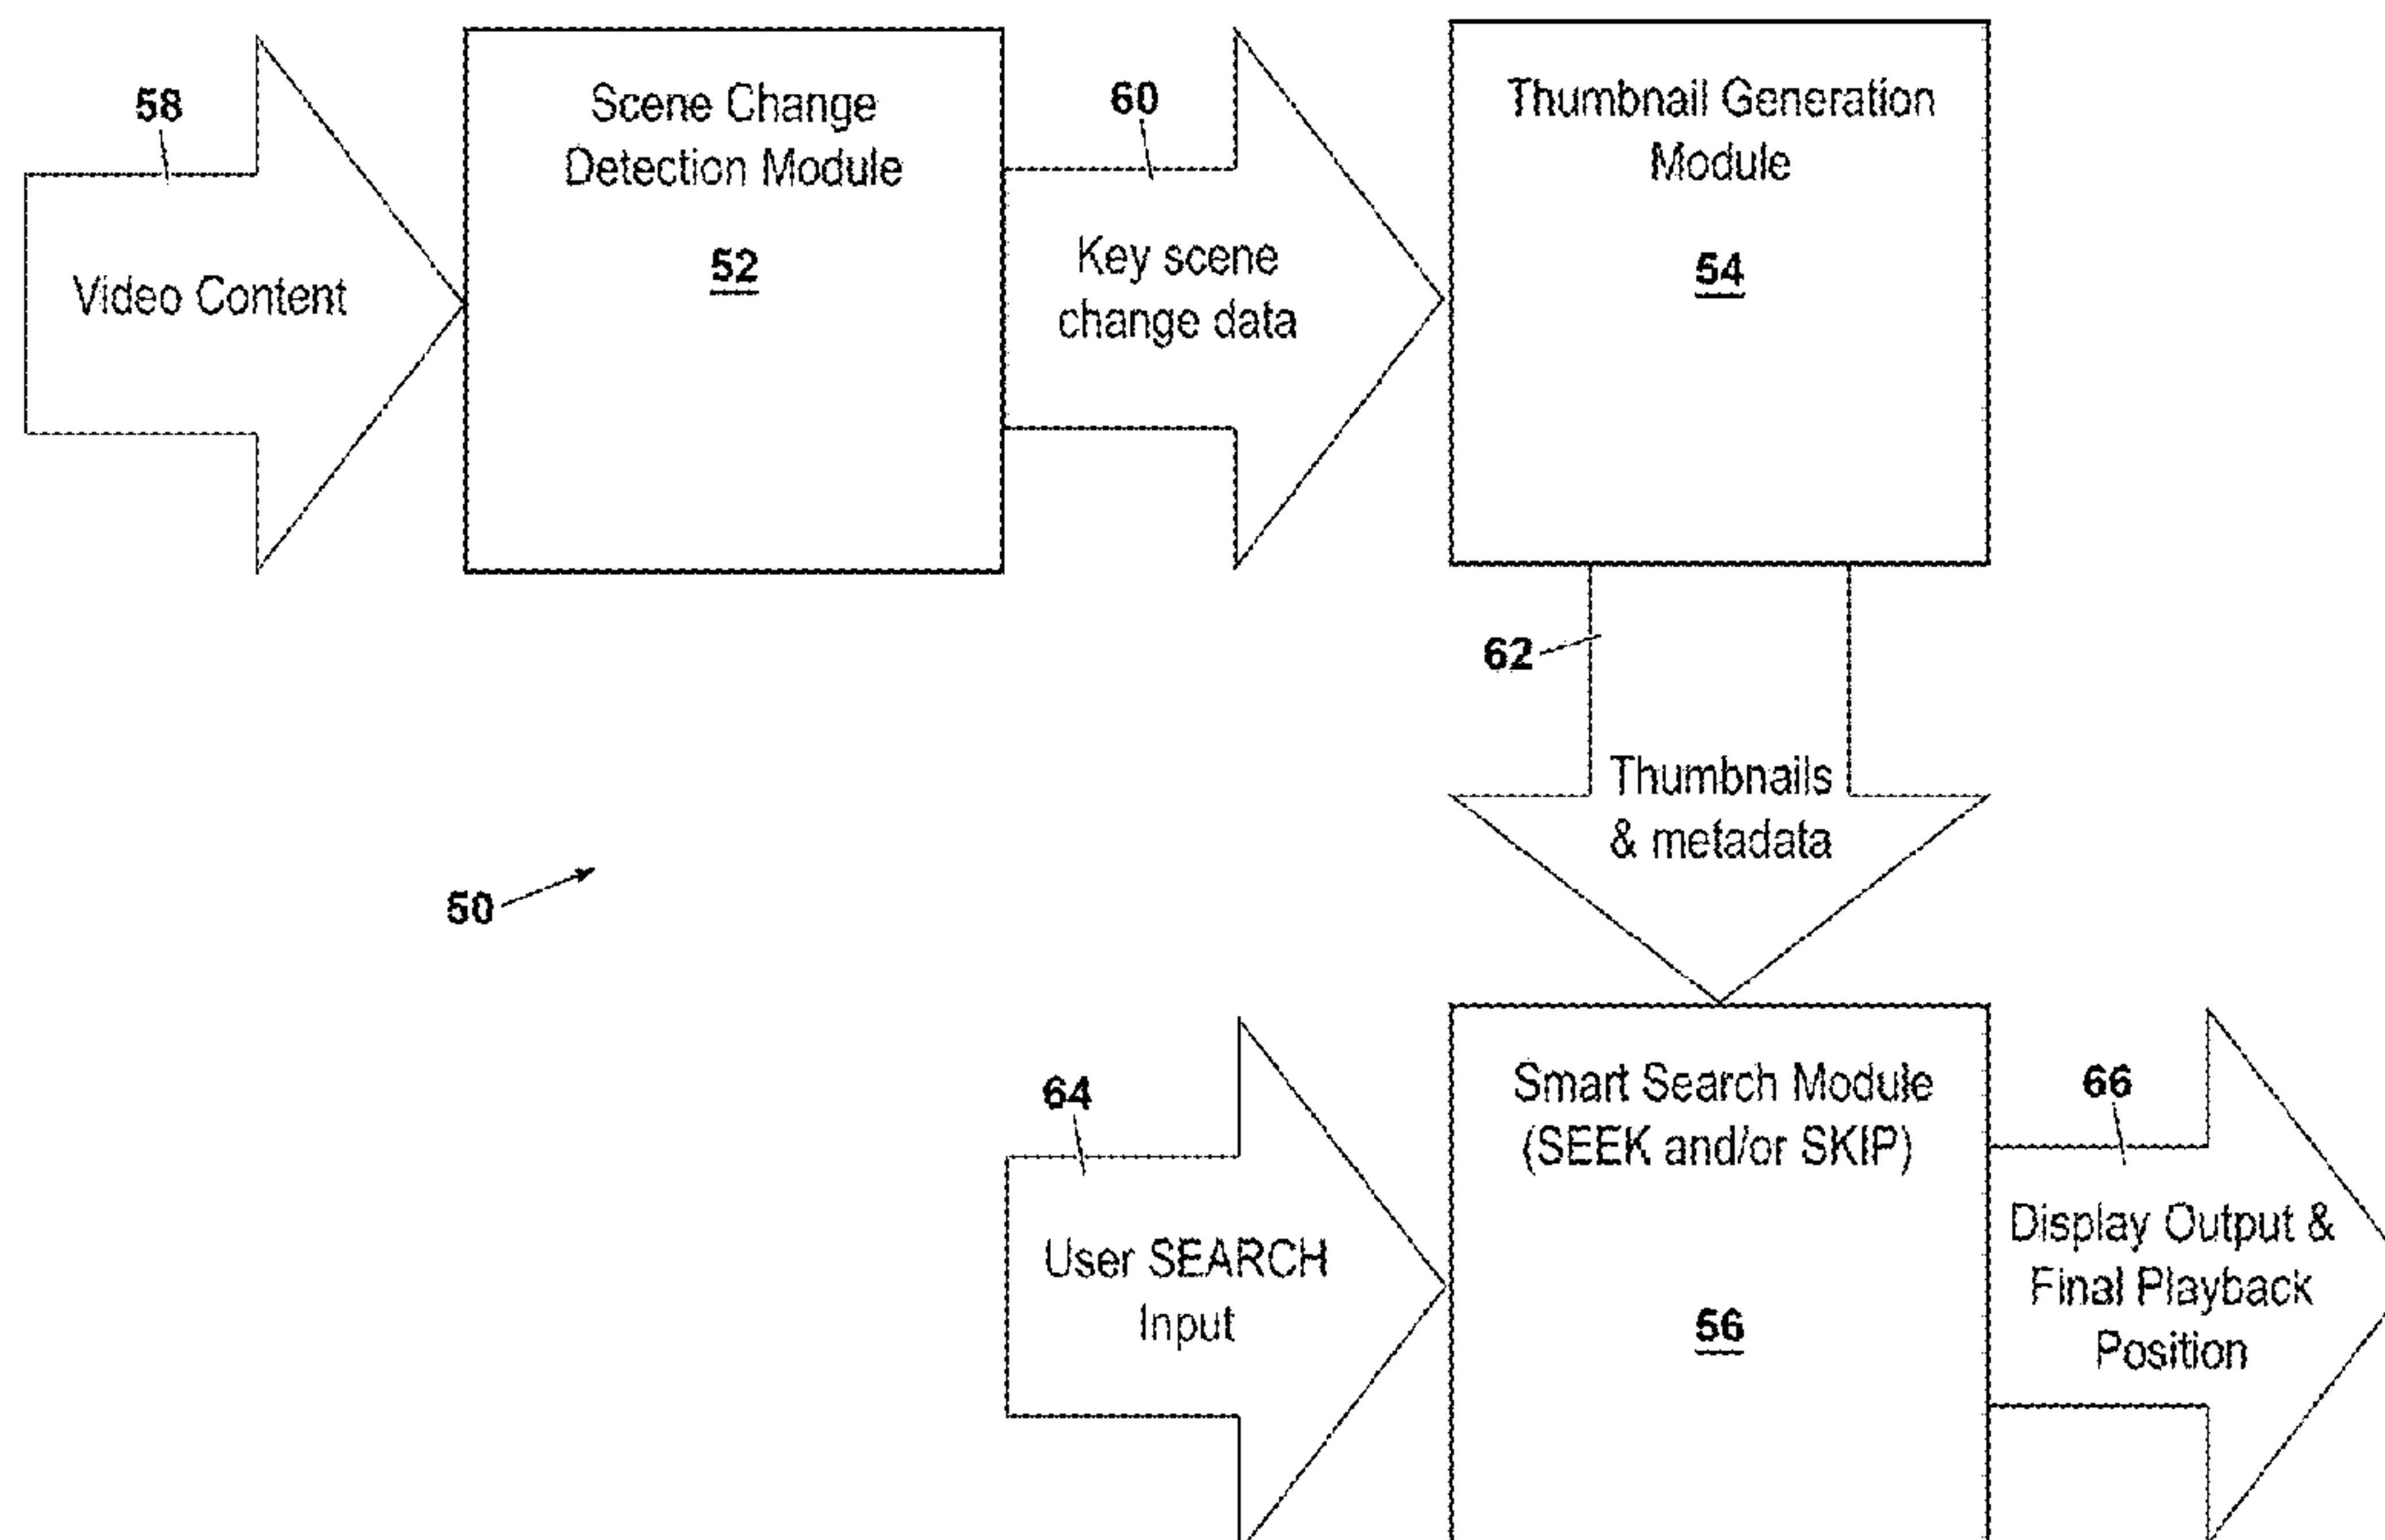 58
Video Content
Scene Change
Detection Module
52
60
Key scene
change data
Thumbnail Generation
Module
54
62
Thumbnails
& metadata
50
64
User SEARCH
Input
Smart Search Module
(SEEK and/or SKIP)
56
66
Display Output &
Final Playback
Position